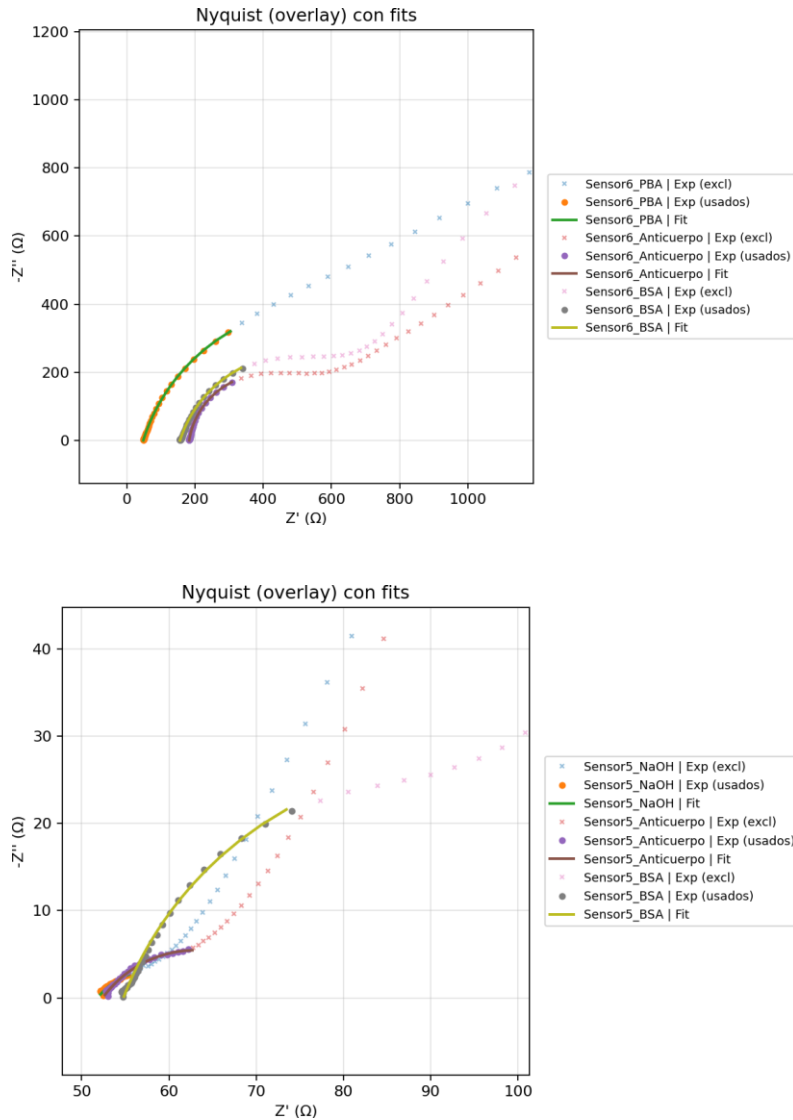 Nyquist (overlay) con fits
1200
1000
800
600
400
200
0
-Z'' (Ω)
0
200
400
600
800
1000
Z' (Ω)
Sensor6_PBA | Exp (excl)
Sensor6_PBA | Exp (usados)
Sensor6_PBA | Fit
Sensor6_Anticuerpo | Exp (excl)
Sensor6_Anticuerpo | Exp (usados)
Sensor6_Anticuerpo | Fit
Sensor6_BSA | Exp (excl)
Sensor6_BSA | Exp (usados)
Sensor6_BSA | Fit
Nyquist (overlay) con fits
40
30
20
10
0
-Z'' (Ω)
50
60
70
80
90
100
Z' (Ω)
Sensor5_NaOH | Exp (excl)
Sensor5_NaOH | Exp (usados)
Sensor5_NaOH | Fit
Sensor5_Anticuerpo | Exp (excl)
Sensor5_Anticuerpo | Exp (usados)
Sensor5_Anticuerpo | Fit
Sensor5_BSA | Exp (excl)
Sensor5_BSA | Exp (usados)
Sensor5_BSA | Fit